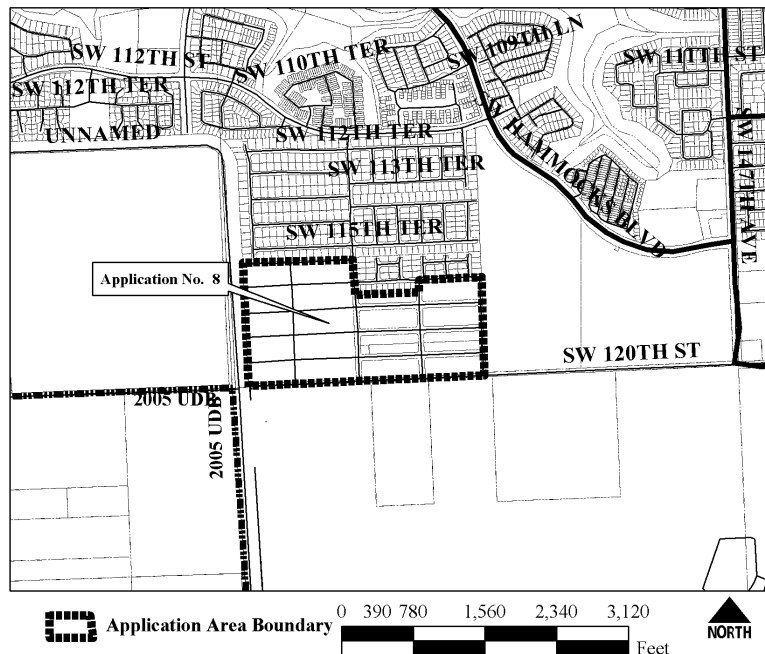 SW 112TH ST
SW 110TH TER
SW 109TH LN
SW 117TH ST
SW 112TH TER
UNNAMED
SW 112TH TER
SW HAMMOCKS BLVD
SW 147TH AVE
SW 113TH TER
SW 115TH TER
Application No. 8
SW 120TH ST
2005 UDB
2005 UDB
Application Area Boundary
0 390 780 1,560 2,340 3,120
Feet
NORTH